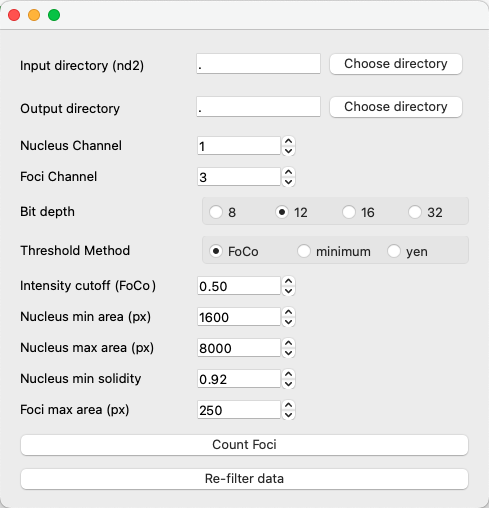 Input directory (nd2) . Choose directory
Output directory . Choose directory
Nucleus Channel 1
Foci Channel 3
Bit depth 8 12 16 32
Threshold Method FoCo minimum yen
Intensity cutoff (FoCo) 0.50
Nucleus min area (px) 1600
Nucleus max area (px) 8000
Nucleus min solidity 0.92
Foci max area (px) 250
Count Foci
Re-filter data